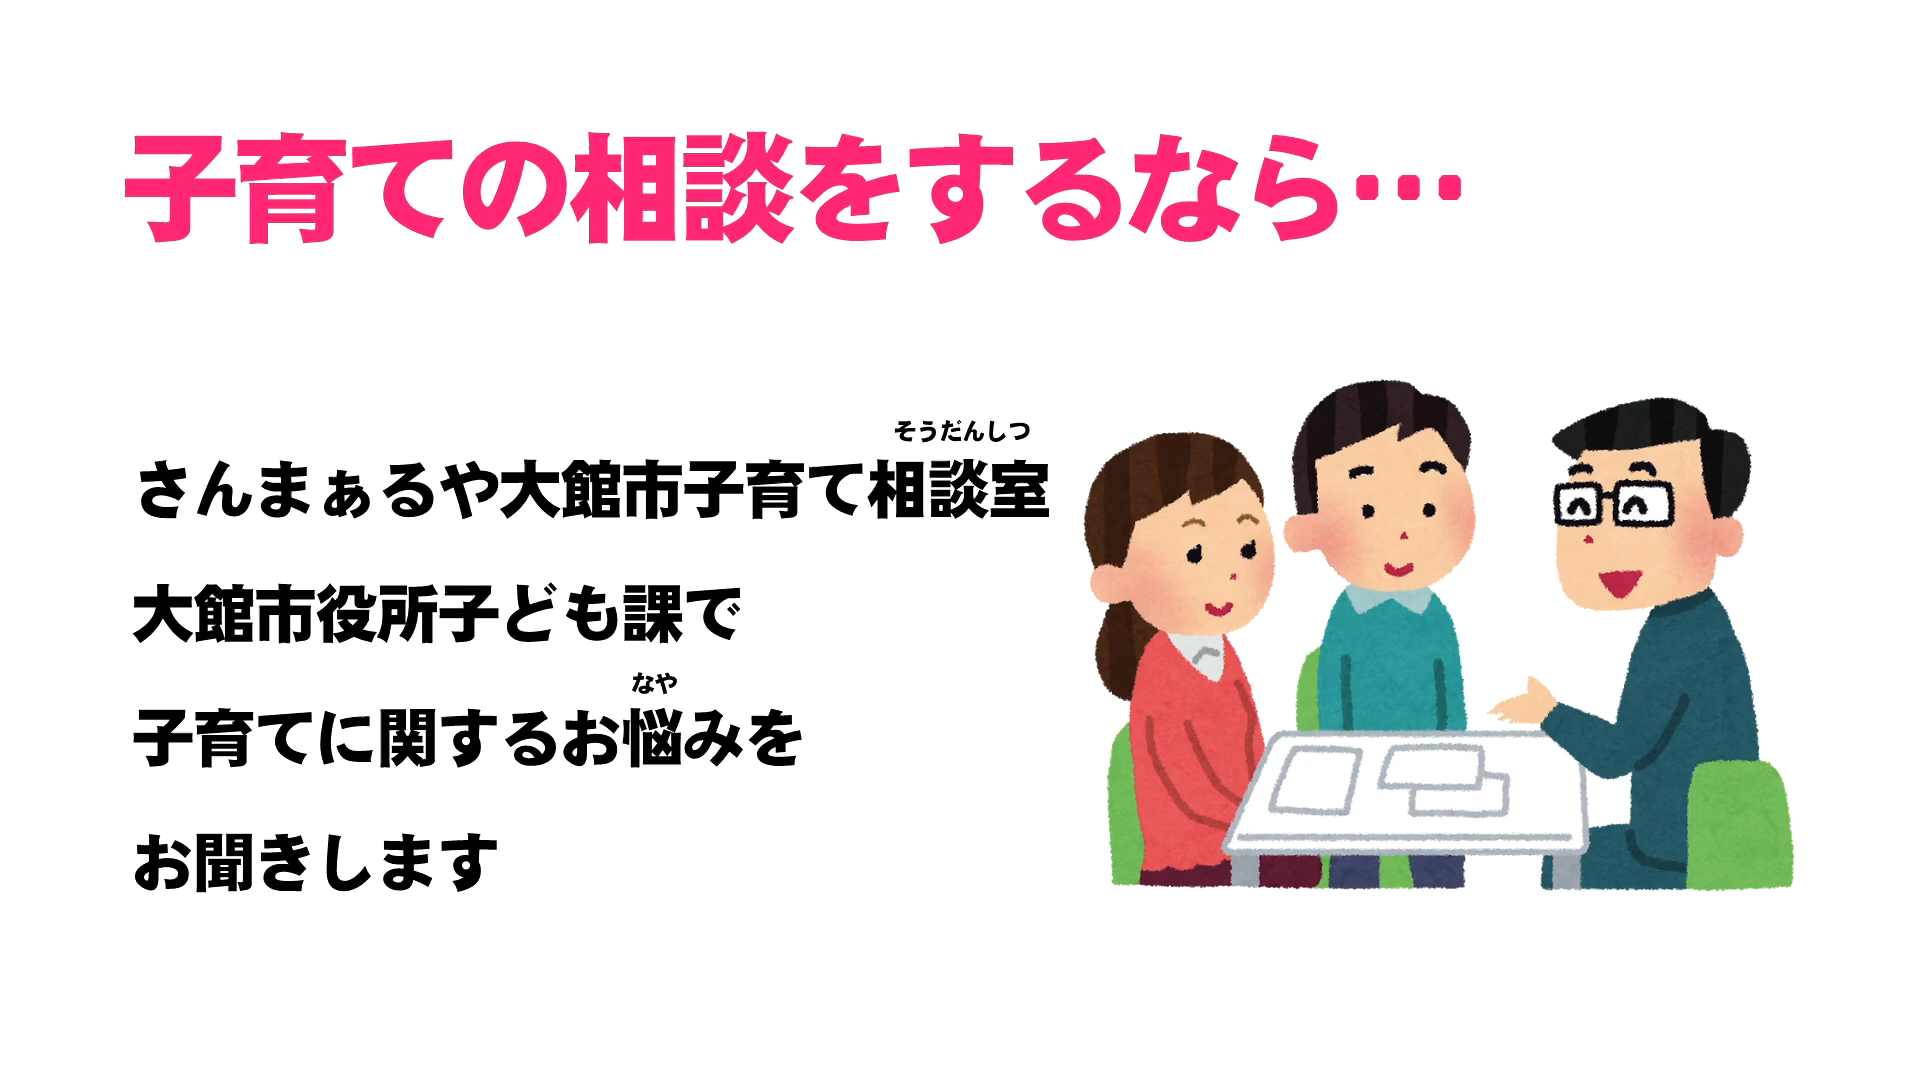 子育ての相談をするなら…
そうだんしつ
さんまぁるや大館市子育て相談室
大館市役所子ども課で
なや
子育てに関するお悩みを
お聞きします